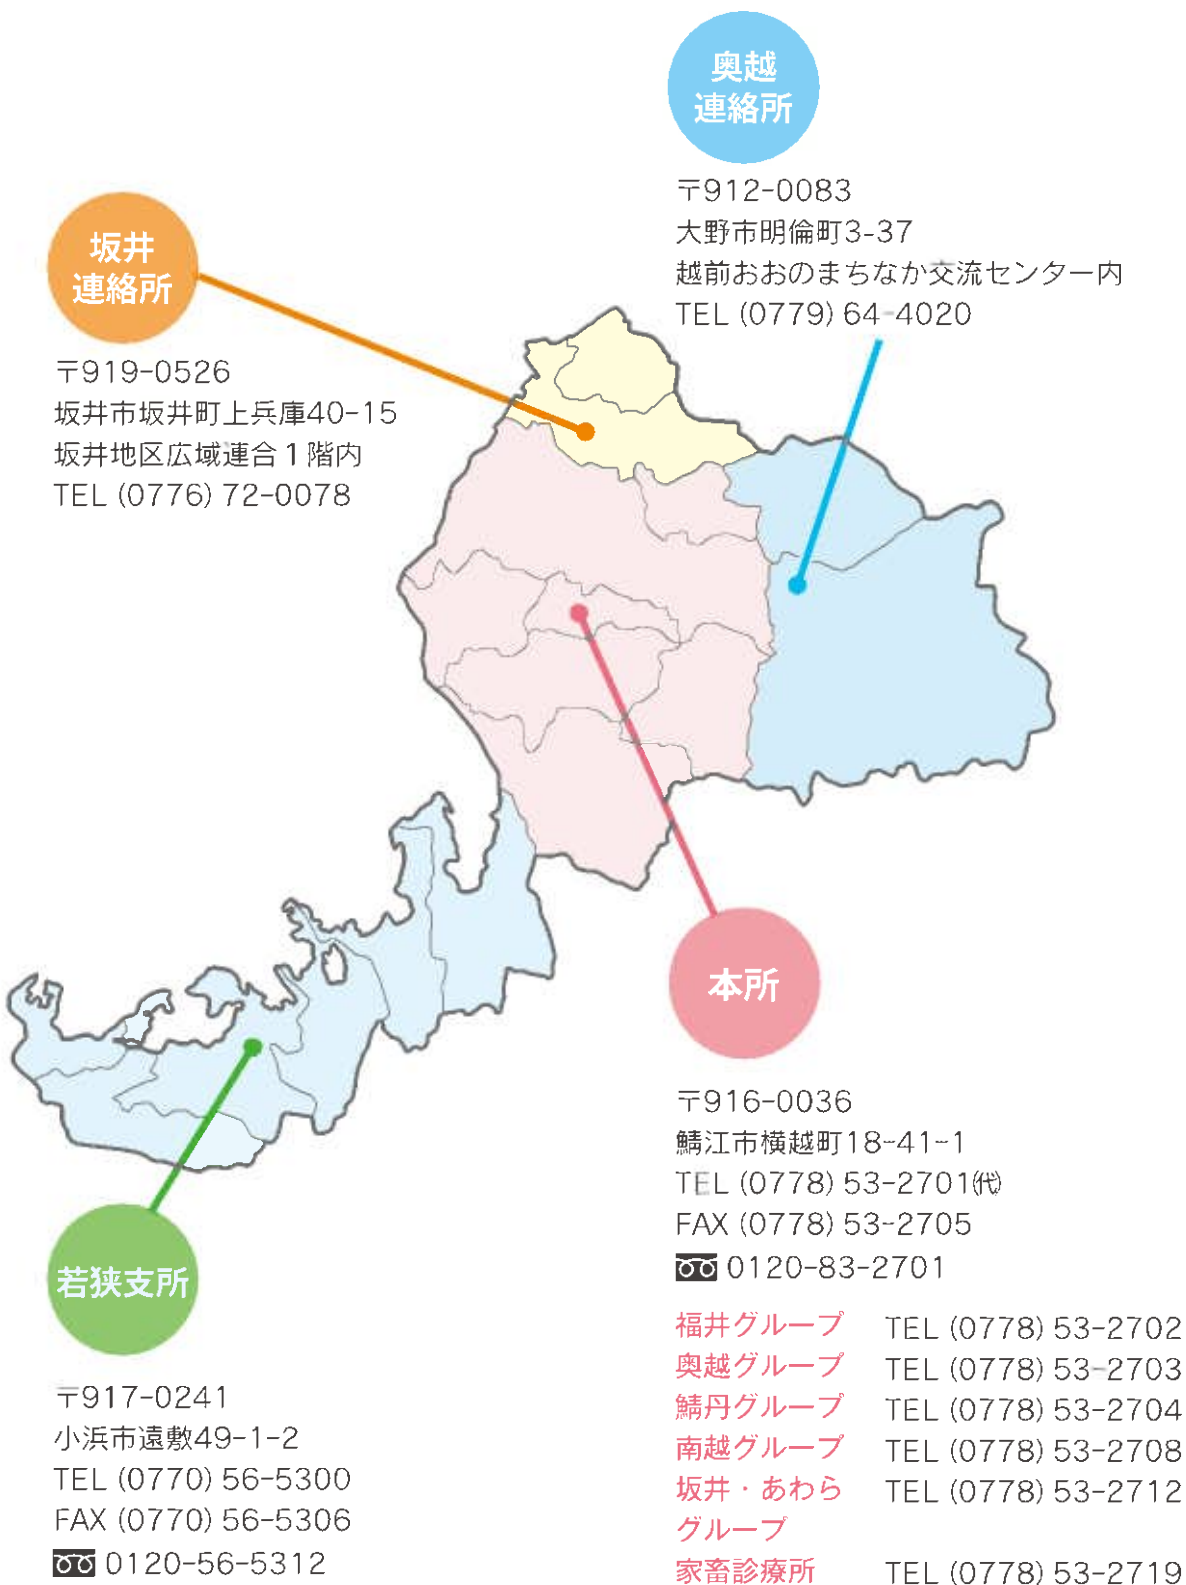 奥越
連絡所
〒912-0083
大野市明倫町3-37
越前おおのまちなか交流センター内
TEL (0779) 64-4020
坂井
連絡所
〒919-0526
坂井市坂井町上兵庫40-15
坂井地区広域連合1階内
TEL (0776) 72-0078
本所
〒916-0036
鯖江市横越町18-41-1
TEL (0778) 53-2701㈹
FAX (0778) 53-2705
0120-83-2701
福井グループ TEL (0778) 53-2702
奥越グループ TEL (0778) 53-2703
鯖丹グループ TEL (0778) 53-2704
南越グループ TEL (0778) 53-2708
坂井・あわら TEL (0778) 53-2712
グループ
家畜診療所 TEL (0778) 53-2719
若狭支所
〒917-0241
小浜市遠敷49-1-2
TEL (0770) 56-5300
FAX (0770) 56-5306
0120-56-5312